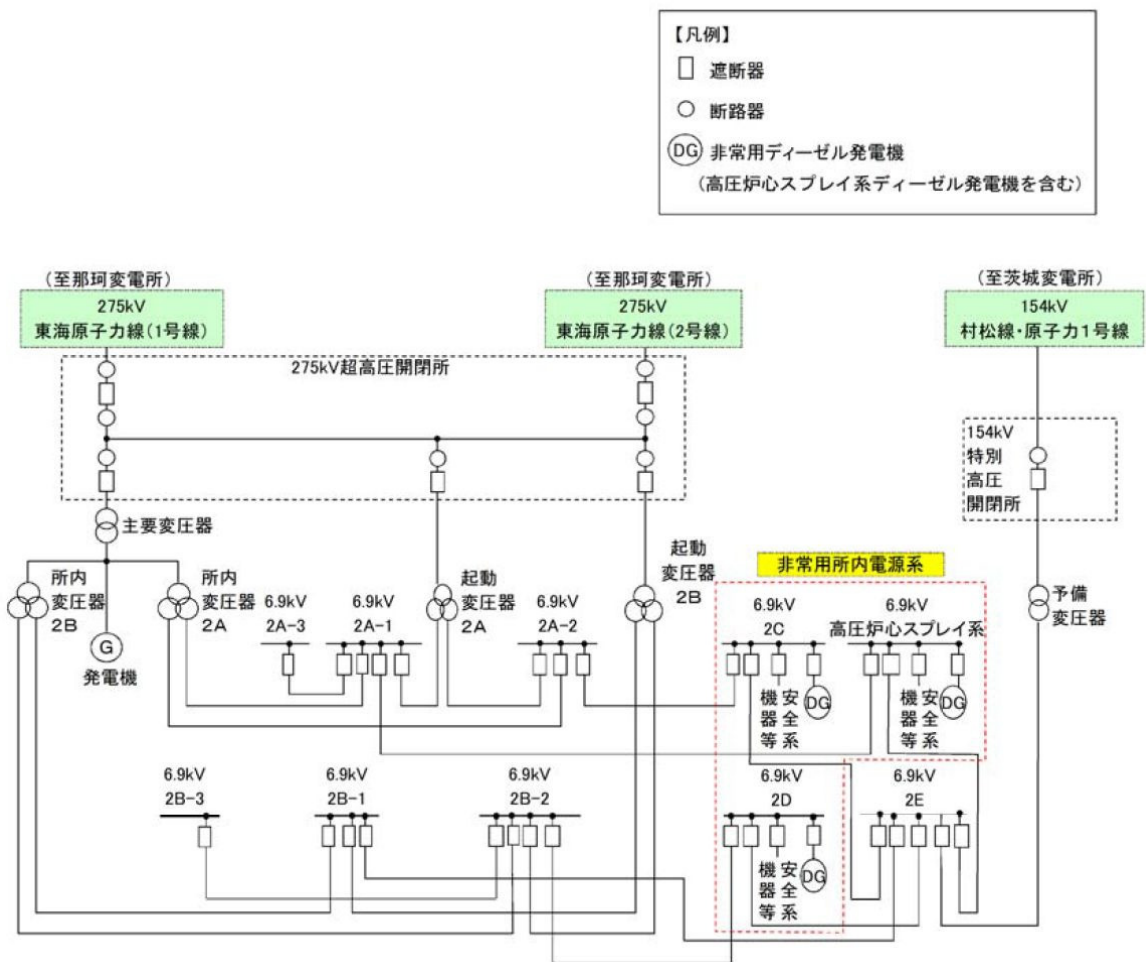 【凡例】
遮断器
断路器
DG 非常用ディーゼル発電機
(高圧炉心スプレイ系ディーゼル発電機を含む)
(至那珂変電所)
275kV
東海原子力線(1号線)
(至那珂変電所)
275kV
東海原子力線(2号線)
(至茨城変電所)
154kV
村松線・原子力1号線
275kV超高圧開閉所
154kV
特別
高圧
開閉所
主要変圧器
所内
変圧器
2B
所内
変圧器
2A
G
発電機
起動
変圧器
2A
起動
変圧器
2B
予備
変圧器
非常用所内電源系
6.9kV
2A-3
6.9kV
2A-1
6.9kV
2A-2
6.9kV
2C
安全系
機器等
DG
6.9kV
高圧炉心スプレイ系
安全系
機器等
DG
6.9kV
2B-3
6.9kV
2B-1
6.9kV
2B-2
6.9kV
2D
安全系
機器等
DG
6.9kV
2E